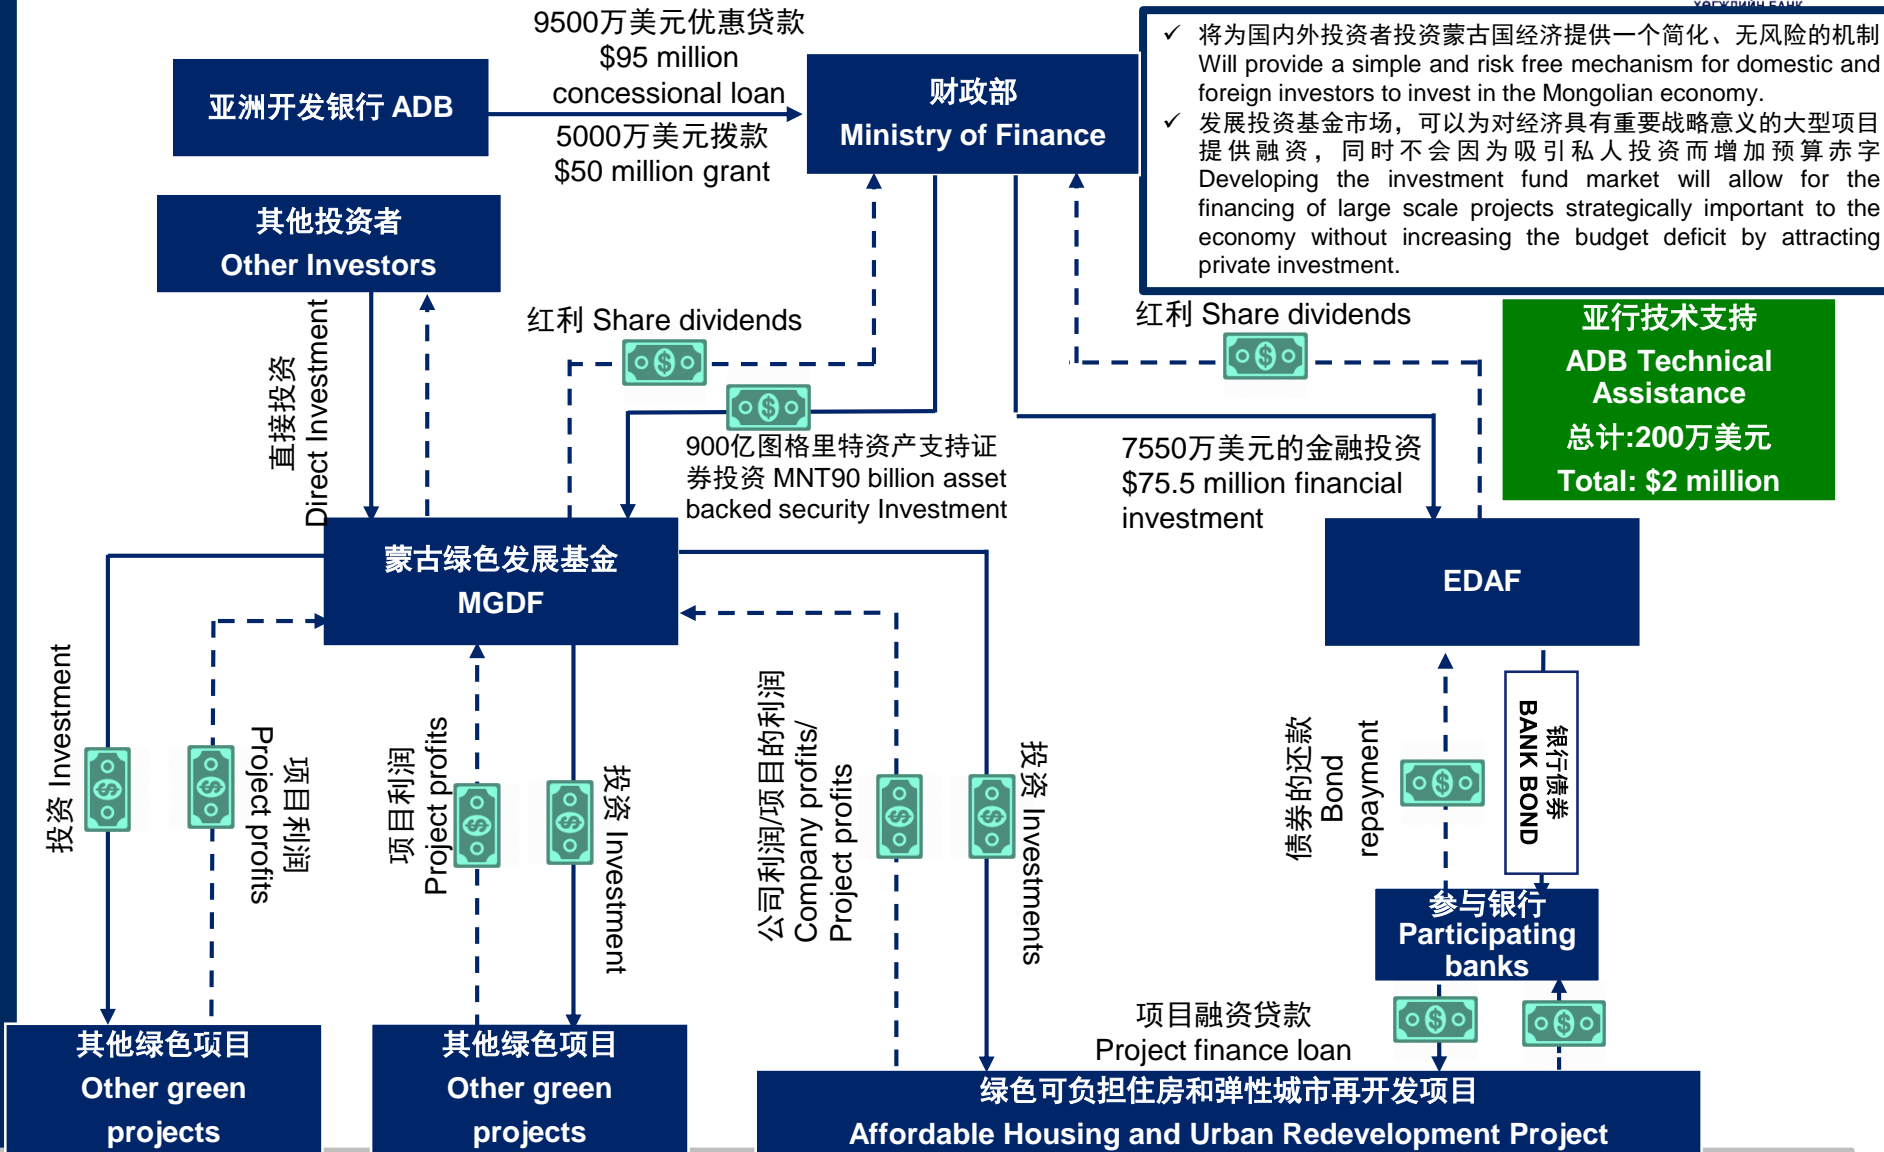 ХӨГЖЛИЙН БАНК
9500万美元优惠贷款
$95 million
concessional loan
5000万美元拨款
$50 million grant
亚洲开发银行 ADB
财政部
Ministry of Finance
✓ 将为国内外投资者投资蒙古国经济提供一个简化、无风险的机制
Will provide a simple and risk free mechanism for domestic and
foreign investors to invest in the Mongolian economy.
✓ 发展投资基金市场，可以为对经济具有重要战略意义的大型项目
提供融资，同时不会因为吸引私人投资而增加预算赤字
Developing the investment fund market will allow for the
financing of large scale projects strategically important to the
economy without increasing the budget deficit by attracting
private investment.
其他投资者
Other Investors
直接投资
Direct Investment
红利 Share dividends
红利 Share dividends
亚行技术支持
ADB Technical
Assistance
总计:200万美元
Total: $2 million
900亿图格里特资产支持证
券投资 MNT90 billion asset
backed security Investment
7550万美元的金融投资
$75.5 million financial
investment
蒙古绿色发展基金
MGDF
EDAF
投资 Investment
项目利润
Project profits
项目利润
Project profits
投资 Investment
公司利润/项目的利润
Company profits/
Project profits
投资 Investments
债券的还款
Bond
repayment
银行债券
BANK BOND
参与银行
Participating
banks
项目融资贷款
Project finance loan
其他绿色项目
Other green
projects
其他绿色项目
Other green
projects
绿色可负担住房和弹性城市再开发项目
Affordable Housing and Urban Redevelopment Project